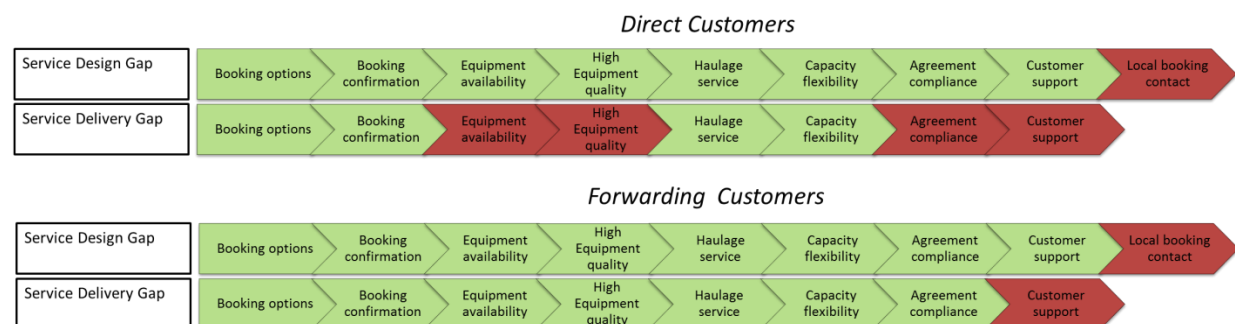 Direct Customers
Service Design Gap
Booking options
Booking
confirmation
Equipment
availability
High
Equipment
quality
Haulage
service
Capacity
flexibility
Agreement
compliance
Customer
support
Local booking
contact
Service Delivery Gap
Booking options
Booking
confirmation
Equipment
availability
High
Equipment
quality
Haulage
service
Capacity
flexibility
Agreement
compliance
Customer
support
Forwarding Customers
Service Design Gap
Booking options
Booking
confirmation
Equipment
availability
High
Equipment
quality
Haulage
service
Capacity
flexibility
Agreement
compliance
Customer
support
Local booking
contact
Service Delivery Gap
Booking options
Booking
confirmation
Equipment
availability
High
Equipment
quality
Haulage
service
Capacity
flexibility
Agreement
compliance
Customer
support